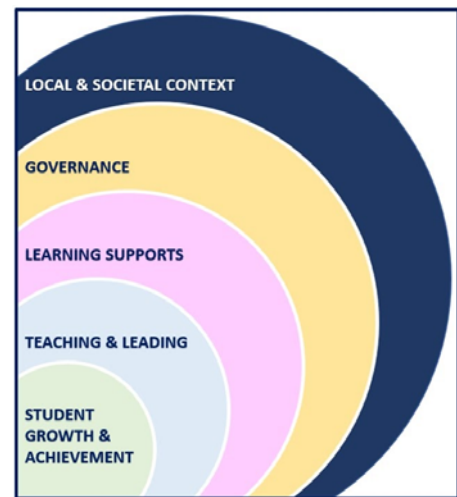 LOCAL & SOCIETAL CONTEXT
GOVERNANCE
LEARNING SUPPORTS
TEACHING & LEADING
STUDENT
GROWTH &
ACHIEVEMENT